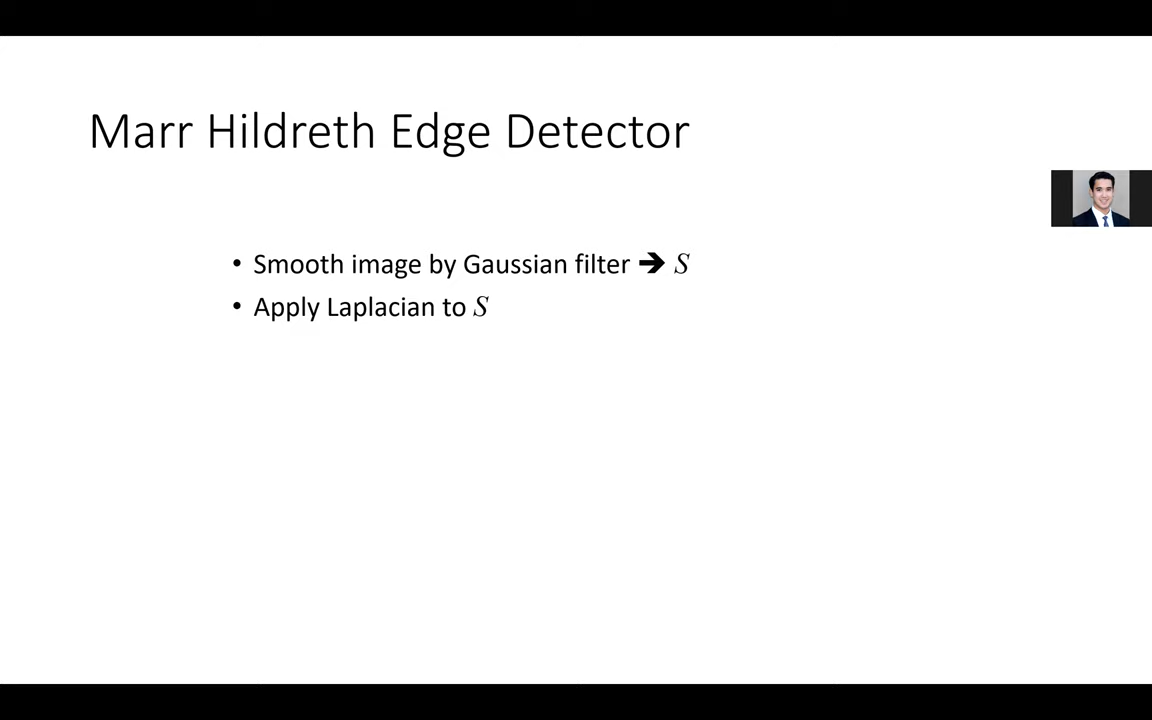 Marr Hildreth Edge Detector
• Smooth image by Gaussian filter ➔ S
• Apply Laplacian to S